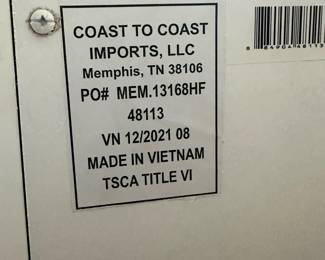 COAST TO COAST
IMPORTS, LLC
Memphis, TN 38106
PO# MEM.13168HF
48113
VN 12/2021 08
MADE IN VIETNAM
TSCA TITLE VI